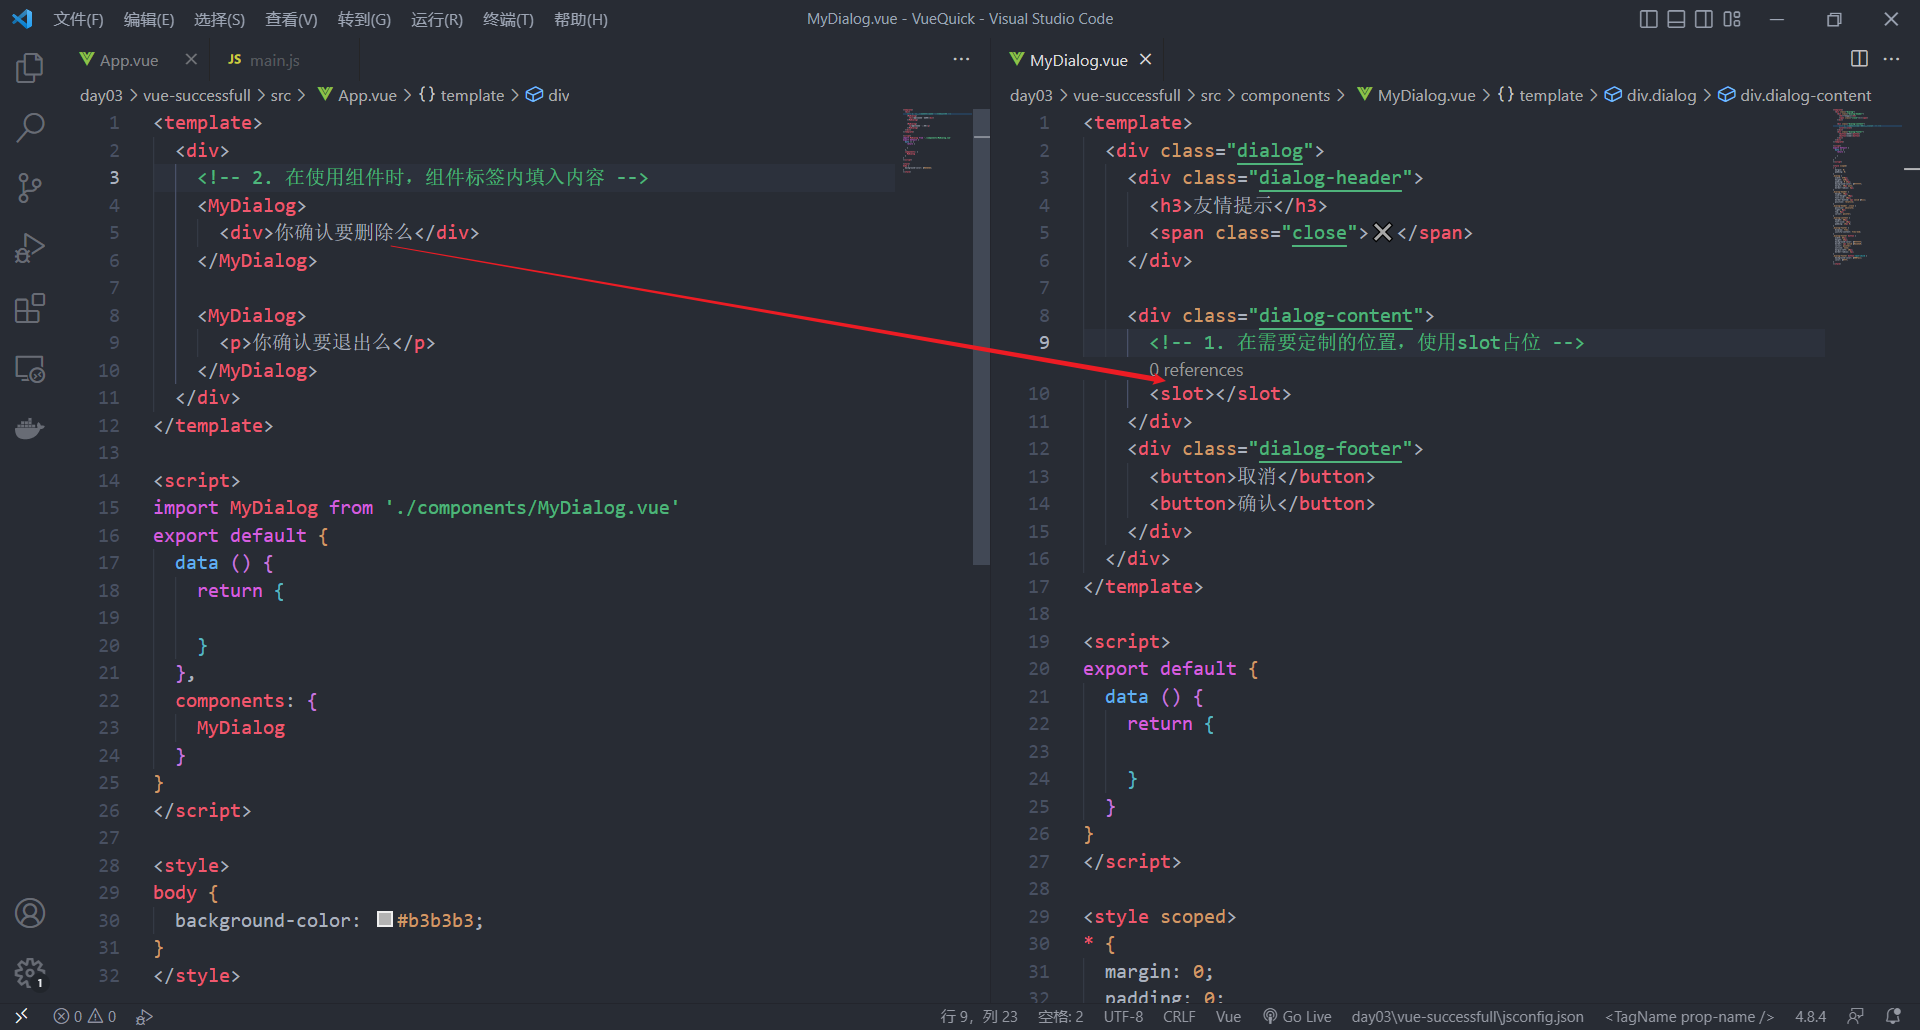 文件(F) 编辑(E) 选择(S) 查看(V) 转到(G) 运行(R) 终端(T) 帮助(H) MyDialog.vue - VueQuick - Visual Studio Code
App.vue JS main.js ···
day03 > vue-successfull > src > App.vue > {} template > div
1 <template>
2 <div>
3 <!-- 2. 在使用组件时，组件标签内填入内容 -->
4 <MyDialog>
5 <div>你确认要删除么</div>
6 </MyDialog>
7
8 <MyDialog>
9 <p>你确认要退出么</p>
10 </MyDialog>
11 </div>
12 </template>
13
14 <script>
15 import MyDialog from './components/MyDialog.vue'
16 export default {
17 data () {
18 return {
19
20 }
21 },
22 components: {
23 MyDialog
24 }
25 }
26 </script>
27
28 <style>
29 body {
30 background-color: #b3b3b3;
31 }
32 </style>
MyDialog.vue ···
day03 > vue-successfull > src > components > MyDialog.vue > {} template > div.dialog > div.dialog-content
1 <template>
2 <div class="dialog">
3 <div class="dialog-header">
4 <h3>友情提示</h3>
5 <span class="close">✖️</span>
6 </div>
7
8 <div class="dialog-content">
9 <!-- 1. 在需要定制的位置，使用slot占位 -->
0 references
10 <slot></slot>
11 </div>
12 <div class="dialog-footer">
13 <button>取消</button>
14 <button>确认</button>
15 </div>
16 </div>
17 </template>
18
19 <script>
20 export default {
21 data () {
22 return {
23
24 }
25 }
26 }
27 </script>
28
29 <style scoped>
30 * {
31 margin: 0;
32 padding: 0;
1
0 0 行 9，列 23 空格: 2 UTF-8 CRLF Vue Go Live day03\vue-successfull\jsconfig.json <TagName prop-name /> 4.8.4